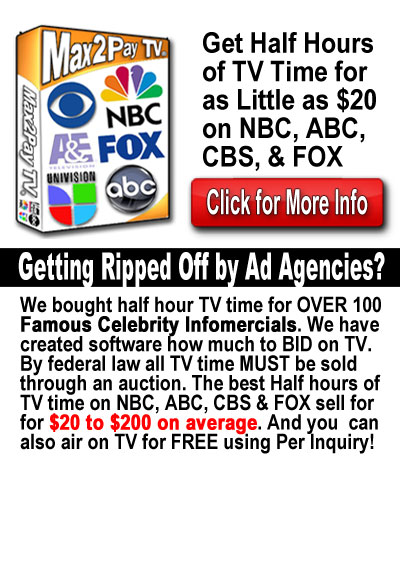 Max2Pay TV
Max2Pay TV
NBC
A&E
TELEVISION
FOX
UNIVISION
abc
Get Half Hours
of TV Time for
as Little as $20
on NBC, ABC,
CBS, & FOX
Click for More Info
Getting Ripped Off by Ad Agencies?
We bought half hour TV time for OVER 100
Famous Celebrity Infomercials. We have
created software how much to BID on TV.
By federal law all TV time MUST be sold
through an auction. The best Half hours of
TV time on NBC, ABC, CBS & FOX sell for
for $20 to $200 on average. And you can
also air on TV for FREE using Per Inquiry!